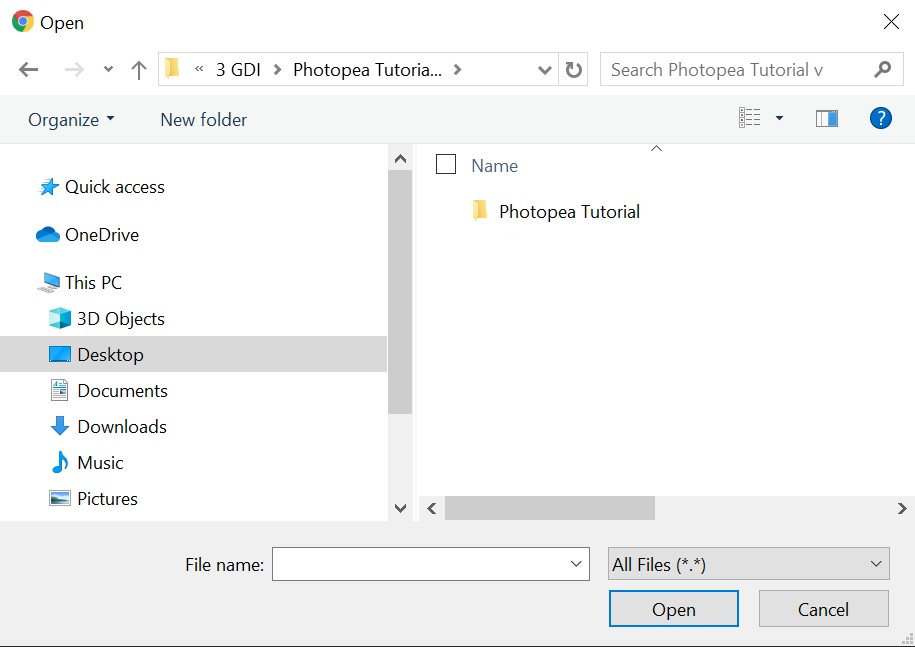 Open
« 3 GDI > Photopea Tutoria... >
Search Photopea Tutorial v
Organize
New folder
?
Quick access
OneDrive
This PC
3D Objects
Desktop
Documents
Downloads
Music
Pictures
Name
Photopea Tutorial
File name:
All Files (*.*)
Open
Cancel